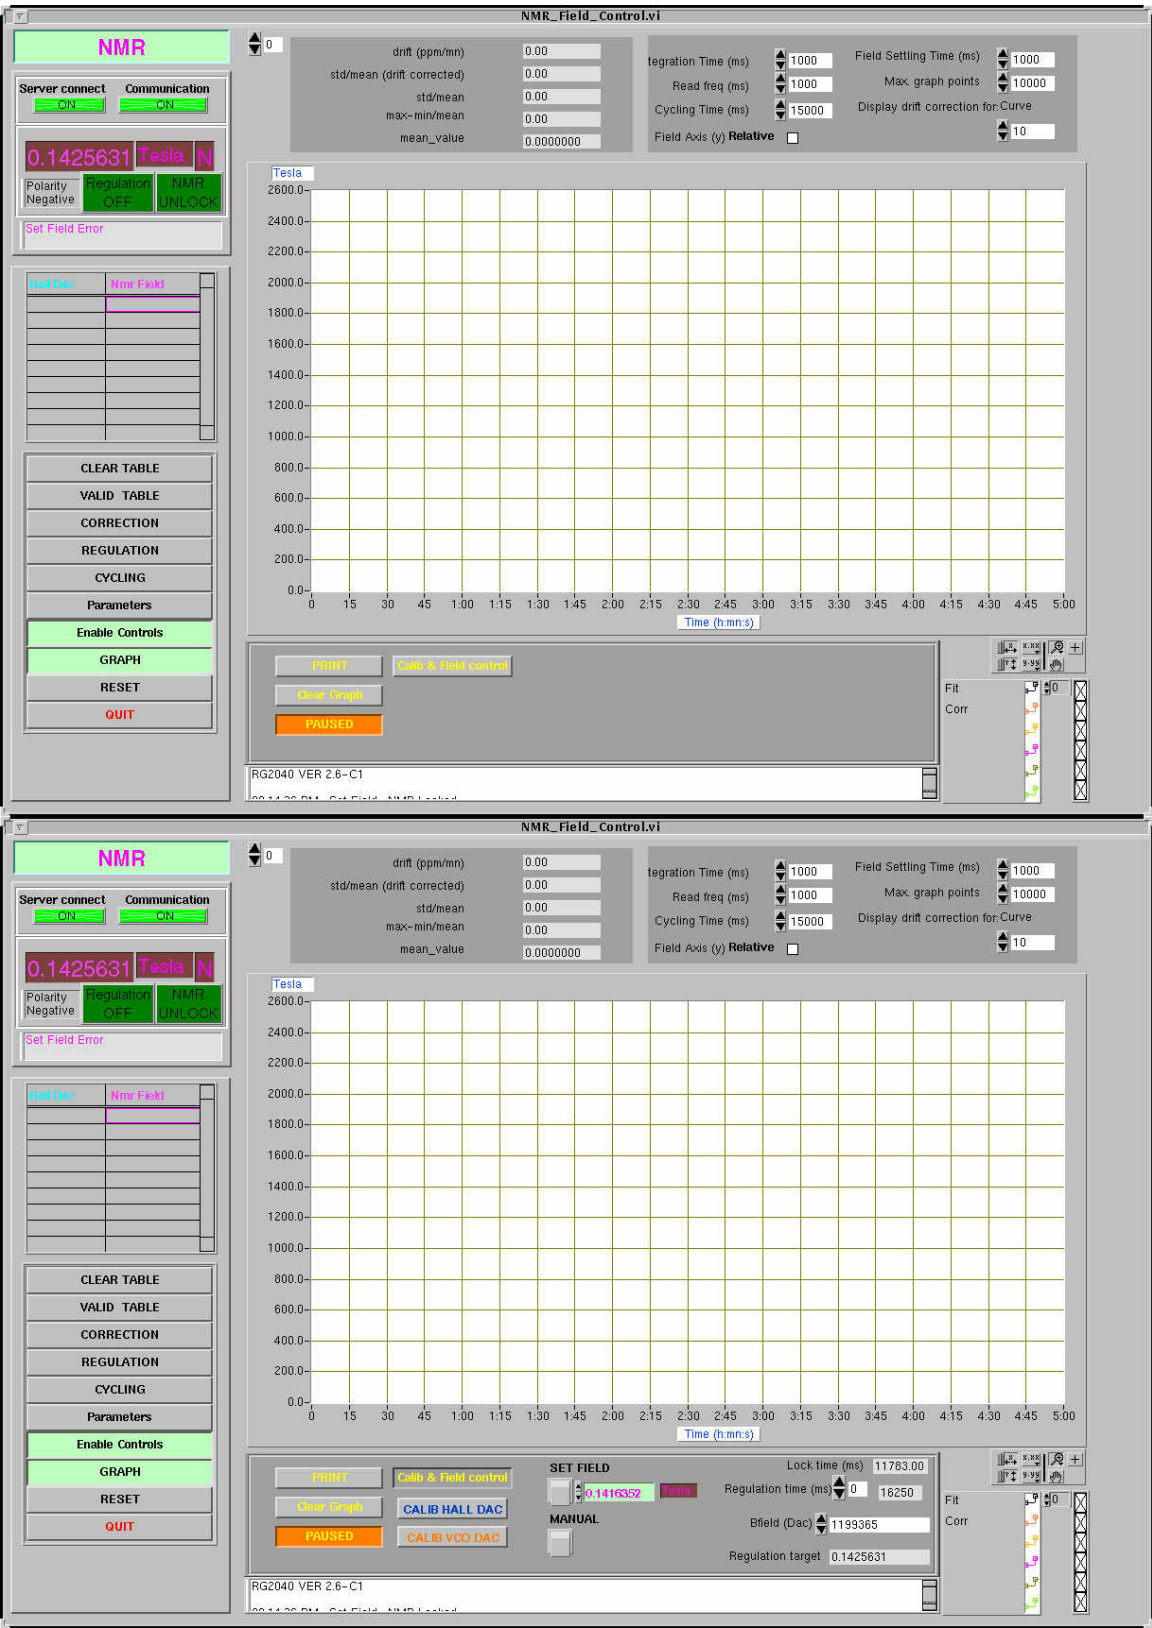 NMR_Field_Control.vi
NMR
Server connect Communication
ON ON
0.1425631 Tesla N
Polarity Negative
Regulation OFF
NMR UNLOCK
Set Field Error
Hall Dac Nmr Field
CLEAR TABLE
VALID TABLE
CORRECTION
REGULATION
CYCLING
Parameters
Enable Controls
GRAPH
RESET
QUIT
0
drift (ppm/mn) 0.00
std/mean (drift corrected) 0.00
std/mean 0.00
max-min/mean 0.00
mean_value 0.0000000
tegration Time (ms) 1000
Read freq (ms) 1000
Cycling Time (ms) 15000
Field Axis (y) Relative
Field Settling Time (ms) 1000
Max. graph points 10000
Display drift correction for: Curve
10
Tesla
2600.0
2400.0
2200.0
2000.0
1800.0
1600.0
1400.0
1200.0
1000.0
800.0
600.0
400.0
200.0
0.0
0 15 30 45 1:00 1:15 1:30 1:45 2:00 2:15 2:30 2:45 3:00 3:15 3:30 3:45 4:00 4:15 4:30 4:45 5:00
Time (h:mn:s)
PRINT Calib & Field control
Clear Graph
PAUSED
RG2040 VER 2.6-C1
Fit 0
Corr
NMR_Field_Control.vi
NMR
Server connect Communication
ON ON
0.1425631 Tesla N
Polarity Negative
Regulation OFF
NMR UNLOCK
Set Field Error
Hall Dac Nmr Field
CLEAR TABLE
VALID TABLE
CORRECTION
REGULATION
CYCLING
Parameters
Enable Controls
GRAPH
RESET
QUIT
0
drift (ppm/mn) 0.00
std/mean (drift corrected) 0.00
std/mean 0.00
max-min/mean 0.00
mean_value 0.0000000
tegration Time (ms) 1000
Read freq (ms) 1000
Cycling Time (ms) 15000
Field Axis (y) Relative
Field Settling Time (ms) 1000
Max. graph points 10000
Display drift correction for: Curve
10
Tesla
2600.0
2400.0
2200.0
2000.0
1800.0
1600.0
1400.0
1200.0
1000.0
800.0
600.0
400.0
200.0
0.0
0 15 30 45 1:00 1:15 1:30 1:45 2:00 2:15 2:30 2:45 3:00 3:15 3:30 3:45 4:00 4:15 4:30 4:45 5:00
Time (h:mn:s)
PRINT Calib & Field control
Clear Graph CALIB HALL DAC
PAUSED CALIB VCO DAC
SET FIELD
0.1416352 Tesla
MANUAL
Lock time (ms) 11783.00
Regulation time (ms) 0 16250
Bfield (Dac) 1199365
Regulation target 0.1425631
RG2040 VER 2.6-C1
Fit 0
Corr